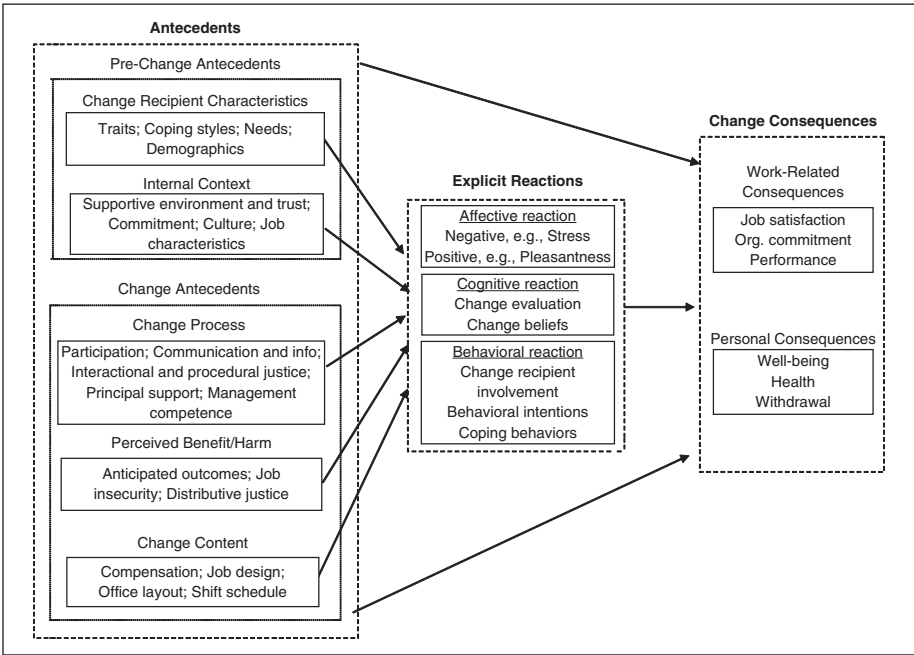 Antecedents
Pre-Change Antecedents
Change Recipient Characteristics
Traits; Coping styles; Needs;
Demographics
Internal Context
Supportive environment and trust;
Commitment; Culture; Job
characteristics
Change Antecedents
Change Process
Participation; Communication and info;
Interactional and procedural justice;
Principal support; Management
competence
Perceived Benefit/Harm
Anticipated outcomes; Job
insecurity; Distributive justice
Change Content
Compensation; Job design;
Office layout; Shift schedule
Explicit Reactions
Affective reaction
Negative, e.g., Stress
Positive, e.g., Pleasantness
Cognitive reaction
Change evaluation
Change beliefs
Behavioral reaction
Change recipient
involvement
Behavioral intentions
Coping behaviors
Change Consequences
Work-Related
Consequences
Job satisfaction
Org. commitment
Performance
Personal Consequences
Well-being
Health
Withdrawal